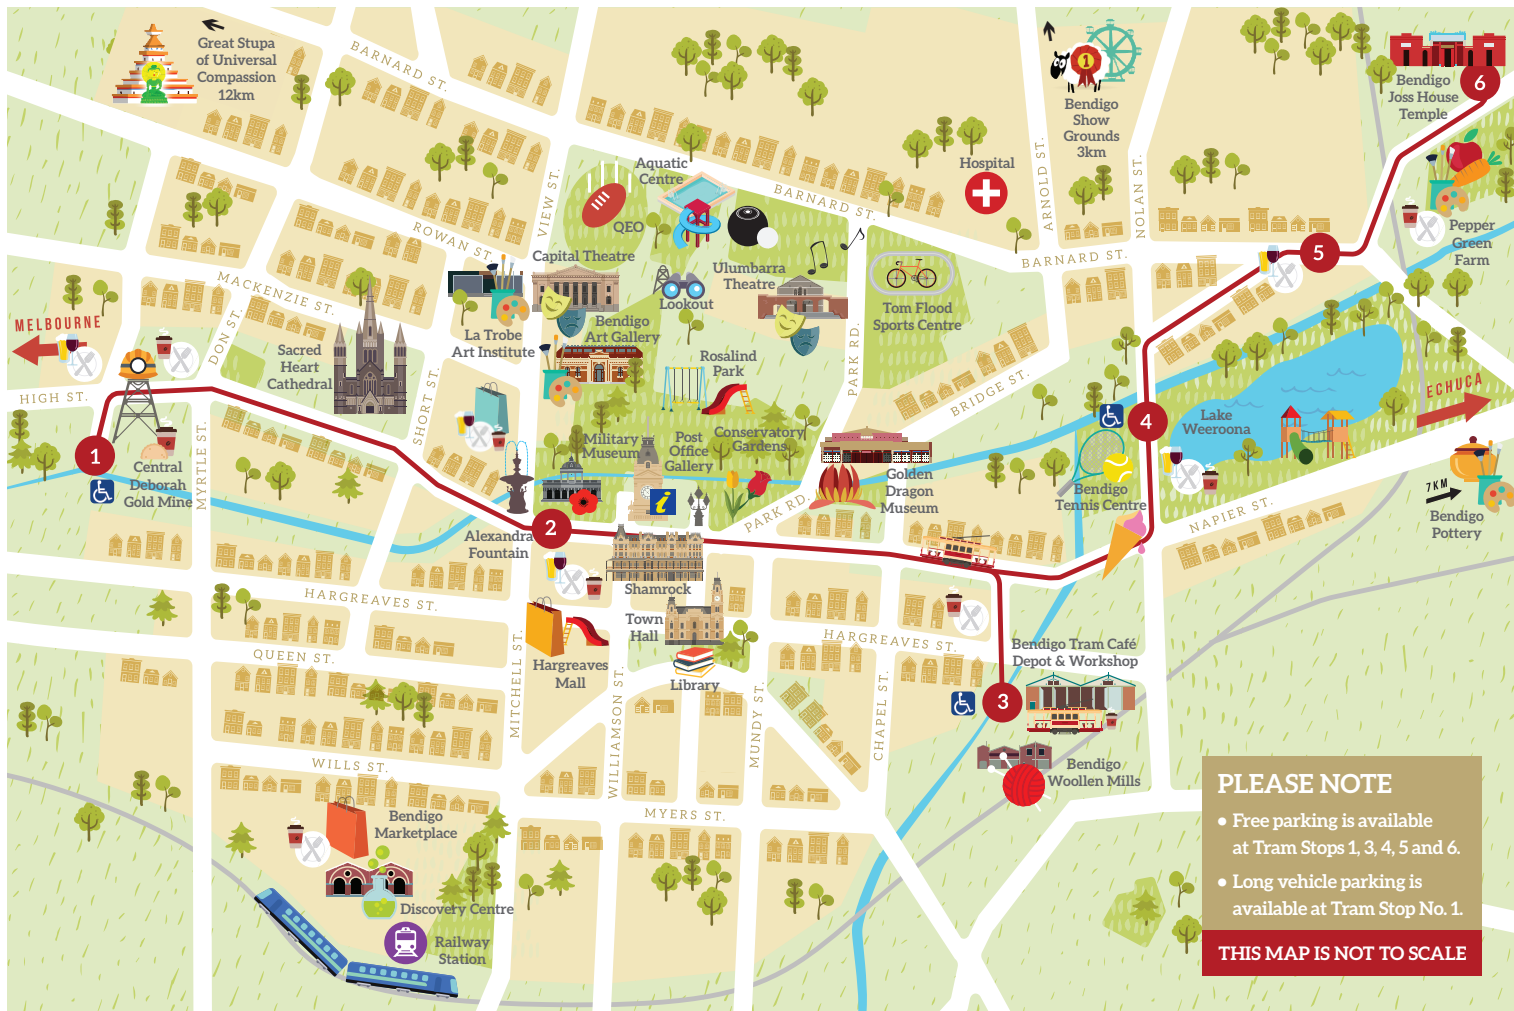 Great Stupa
of Universal
Compassion
12km
BARNARD ST.
Bendigo
Show
Grounds
3km
1
Bendigo
Joss House
Temple
6
Aquatic
Centre
QEO
VIEW ST.
BARNARD ST.
Hospital
ARNOLD ST.
NOLAN ST.
Pepper
Green
Farm
ROWAN ST.
Capital Theatre
Ulumbarra
Theatre
Lookout
BARNARD ST.
5
MACKENZIE ST.
MELBOURNE
DON ST.
La Trobe
Art Institute
Bendigo
Art Gallery
Tom Flood
Sports Centre
PARK RD.
Sacred
Heart
Cathedral
Rosalind
Park
BRIDGE ST.
ECHUCA
HIGH ST.
SHORT ST.
4
Lake
Weeroona
1
MYRTLE ST.
Central
Deborah
Gold Mine
Military
Museum
Post
Office
Gallery
Conservatory
Gardens
Golden
Dragon
Museum
Bendigo
Tennis Centre
7KM
Bendigo
Pottery
i
PARK RD.
NAPIER ST.
Alexandra
Fountain
2
Shamrock
HARGREAVES ST.
Town
Hall
HARGREAVES ST.
Hargreaves
Mall
Library
QUEEN ST.
MITCHELL ST.
WILLIAMSON ST.
MUNDY ST.
CHAPEL ST.
Bendigo Tram Café
Depot & Workshop
3
Bendigo
Woollen Mills
WILLS ST.
MYERS ST.
Bendigo
Marketplace
Discovery Centre
Railway
Station
PLEASE NOTE
• Free parking is available
at Tram Stops 1, 3, 4, 5 and 6.
• Long vehicle parking is
available at Tram Stop No. 1.
THIS MAP IS NOT TO SCALE